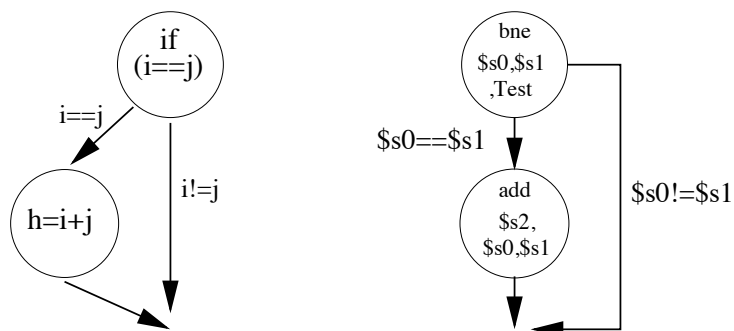 if
(i==j)
i==j
i!=j
h=i+j
bne
$s0,$s1
,Test
$s0==$s1
$s0!=$s1
add
$s2,
$s0,$s1